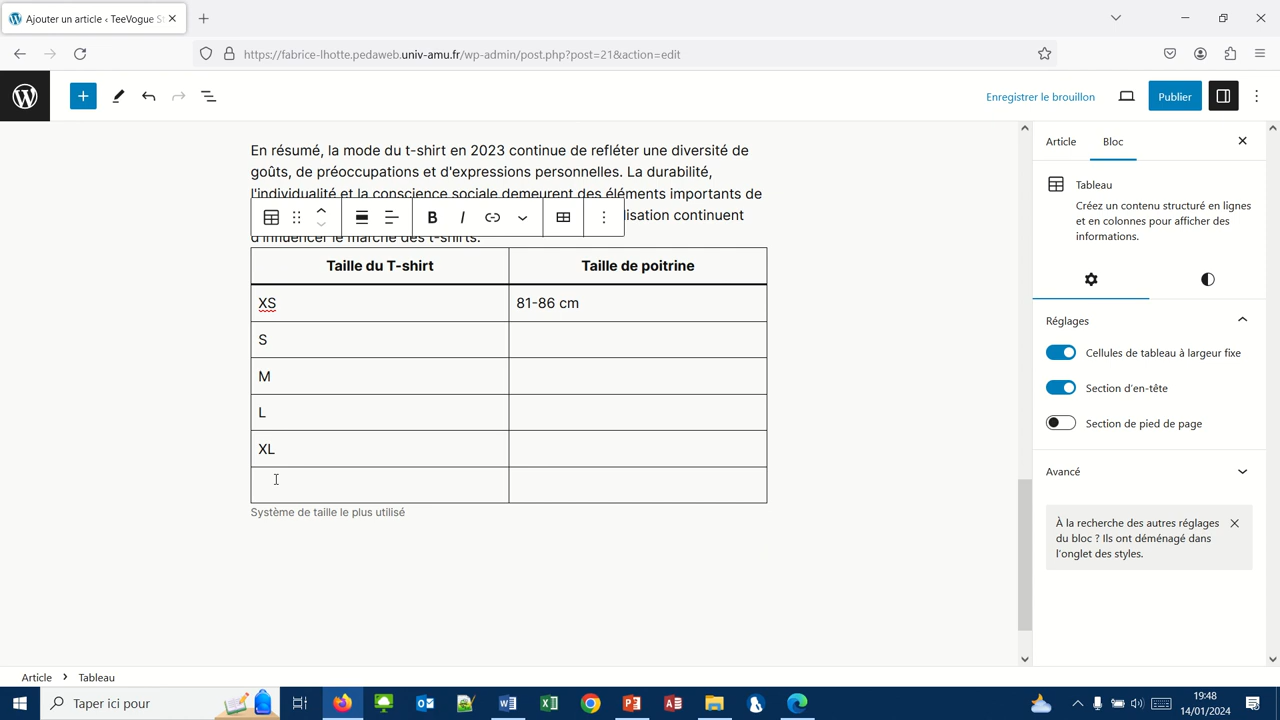 Ajouter un article ‹ TeeVogue St
https://fabrice-lhotte.pedaweb.univ-amu.fr/wp-admin/post.php?post=21&action=edit
Enregistrer le brouillon
Publier
En résumé, la mode du t-shirt en 2023 continue de refléter une diversité de
goûts, de préoccupations et d'expressions personnelles. La durabilité,
l'individualité et la conscience sociale demeurent des éléments importants de
lisation continuent
d'influencer le marché des t-shirts.
B I
Taille du T-shirt Taille de poitrine
XS 81-86 cm
S
M
L
XL
Système de taille le plus utilisé
Article Bloc
Tableau
Créez un contenu structuré en lignes
et en colonnes pour afficher des
informations.
Réglages
Cellules de tableau à largeur fixe
Section d'en-tête
Section de pied de page
Avancé
À la recherche des autres réglages
du bloc ? Ils ont déménagé dans
l'onglet des styles.
Article Tableau
Taper ici pour
19:48
14/01/2024